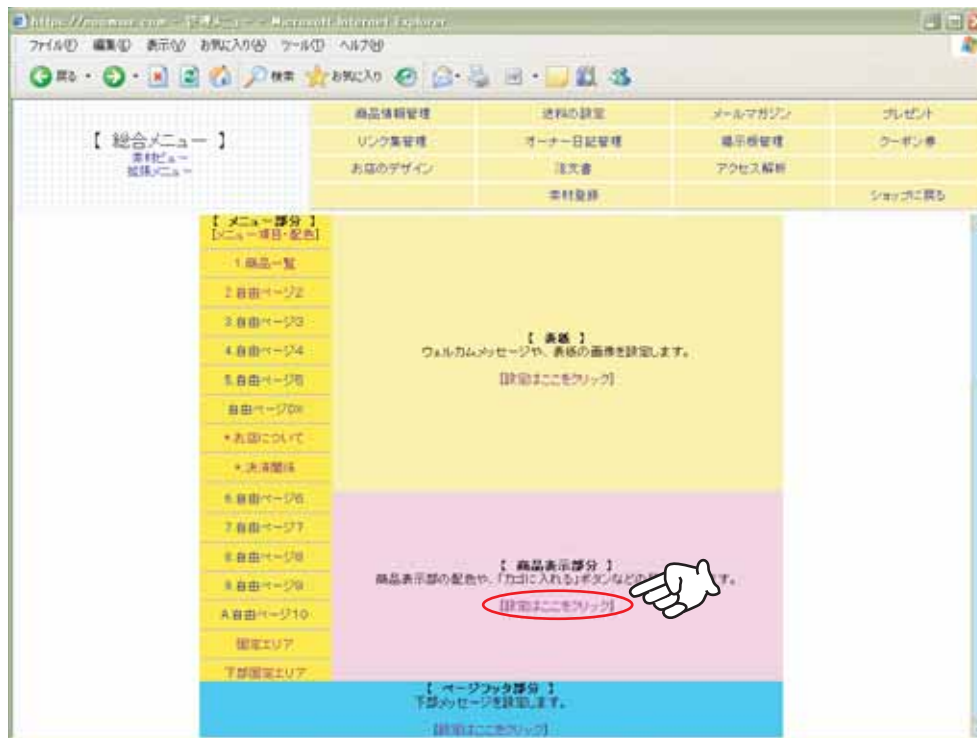 ファイル(F) 編集(E) 表示(V) お気に入り(A) ツール(T) ヘルプ(H)
戻る 検索 お気に入り
【 総合メニュー 】
素材ビュー
拡張メニュー
商品情報管理 送料の設定 メールマガジン プレゼント
リンク集管理 オーナー日記管理 掲示板管理 クーポン券
お店のデザイン 注文書 アクセス解析
素材登録 ショップに戻る
【 メニュー部分 】
[メニュー項目・配色]
1.商品一覧
2.自由ページ2
3.自由ページ3
4.自由ページ4
5.自由ページ5
自由ページDX
*お店について
*決済関係
6.自由ページ6
7.自由ページ7
8.自由ページ8
9.自由ページ9
A.自由ページ10
固定エリア
下部固定エリア
【 表紙 】
ウェルカムメッセージや、表紙の画像を設定します。
[設定はここをクリック]
【 商品表示部分 】
商品表示部の配色や、「カゴに入れる」ボタンなどの
[設定はここをクリック]
【 ページフッタ部分 】
下部メッセージを設定します。
[設定はここをクリック]